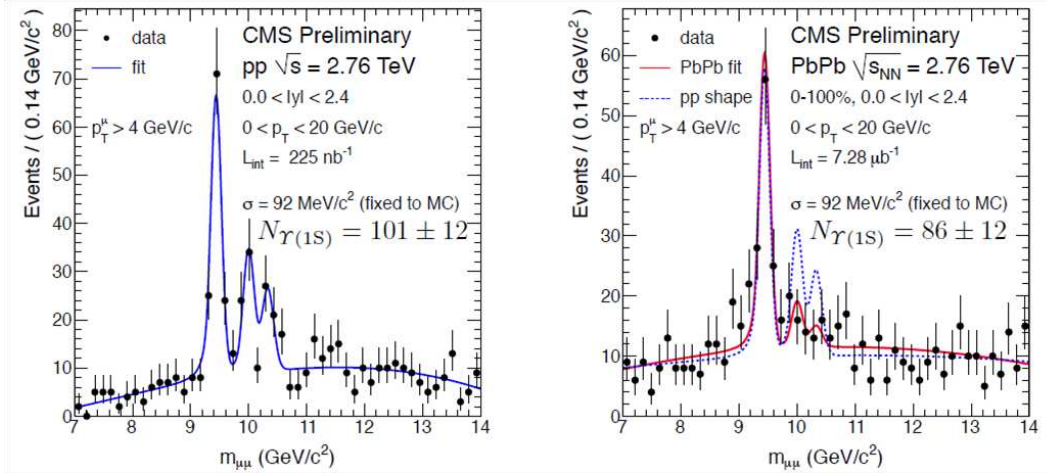 Events / ( 0.14 GeV/c² )
80
70
60
50
40
30
20
10
0
data
fit
CMS Preliminary
pp √s = 2.76 TeV
0.0 < |y| < 2.4
p_T^μ > 4 GeV/c
0 < p_T < 20 GeV/c
L_int = 225 nb⁻¹
σ = 92 MeV/c² (fixed to MC)
N_ϒ(1S) = 101 ± 12
7 8 9 10 11 12 13 14
m_μμ (GeV/c²)
Events / ( 0.14 GeV/c² )
60
50
40
30
20
10
0
data
PbPb fit
pp shape
CMS Preliminary
PbPb √s_NN = 2.76 TeV
0-100%, 0.0 < |y| < 2.4
p_T^μ > 4 GeV/c
0 < p_T < 20 GeV/c
L_int = 7.28 μb⁻¹
σ = 92 MeV/c² (fixed to MC)
N_ϒ(1S) = 86 ± 12
7 8 9 10 11 12 13 14
m_μμ (GeV/c²)